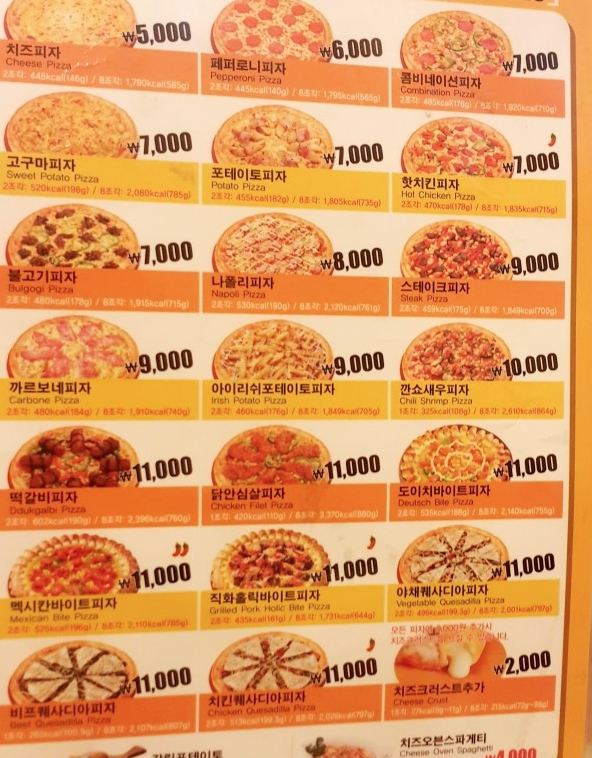 ₩5,000
치즈피자
Cheese Pizza
2조각: 445kcal(146g) / 8조각: 1,790kcal(585g)
₩6,000
페퍼로니피자
Pepperoni Pizza
2조각: 445kcal(140g) / 8조각: 1,795kcal(565g)
₩7,000
콤비네이션피자
Combination Pizza
2조각: 485kcal(176g) / 8조각: 1,920kcal(710g)
₩7,000
고구마피자
Sweet Potato Pizza
2조각: 520kcal(196g) / 8조각: 2,080kcal(785g)
₩7,000
포테이토피자
Potato Pizza
2조각: 455kcal(182g) / 8조각: 1,805kcal(735g)
₩7,000
핫치킨피자
Hot Chicken Pizza
2조각: 470kcal(178g) / 8조각: 1,835kcal(715g)
₩7,000
불고기피자
Bulgogi Pizza
2조각: 480kcal(178g) / 8조각: 1,915kcal(715g)
₩8,000
나폴리피자
Napoli Pizza
2조각: 530kcal(190g) / 8조각: 2,120kcal(761g)
₩9,000
스테이크피자
Steak Pizza
2조각: 458kcal(175g) / 8조각: 1,849kcal(700g)
₩9,000
까르보네피자
Carbone Pizza
2조각: 480kcal(184g) / 8조각: 1,910kcal(740g)
₩9,000
아이리쉬포테이토피자
Irish Potato Pizza
2조각: 460kcal(176g) / 8조각: 1,849kcal(705g)
₩10,000
깐쇼새우피자
Chili Shrimp Pizza
1조각: 325kcal(108g) / 8조각: 2,610kcal(864g)
₩11,000
떡갈비피자
Ddukgalbi Pizza
2조각: 602kcal(190g) / 8조각: 2,396kcal(760g)
₩11,000
닭안심살피자
Chicken Filet Pizza
1조각: 420kcal(110g) / 8조각: 3,370kcal(880g)
₩11,000
도이치바이트피자
Deutsch Bite Pizza
2조각: 535kcal(188g) / 8조각: 2,140kcal(755g)
₩11,000
멕시칸바이트피자
Mexican Bite Pizza
2조각: 525kcal(196g) / 8조각: 2,110kcal(785g)
₩11,000
직화홀릭바이트피자
Grilled Pork Holic Bite Pizza
2조각: 435kcal(161g) / 8조각: 1,731kcal(644g)
₩11,000
야채퀘사디아피자
Vegetable Quesadilla Pizza
2조각: 496kcal(199.3g) / 8조각: 2,001kcal(797g)
₩11,000
비프퀘사디아피자
Beef Quesadilla Pizza
8조각: 2,107kcal(807g)
₩11,000
치킨퀘사디아피자
Chicken Quesadilla Pizza
2조각: 513kcal(199.3g) / 8조각: 2,026kcal(797g)
모든 피자에 2,000원 추가시
치즈크러스트 수 있습니다.
₩2,000
치즈크러스트추가
Cheese Crust
1조각: 27kcal(9g~11g) / 8조각: 215kcal(72g~88g)
치즈오븐스파게티
Cheese Oven Spaghetti
₩4,000